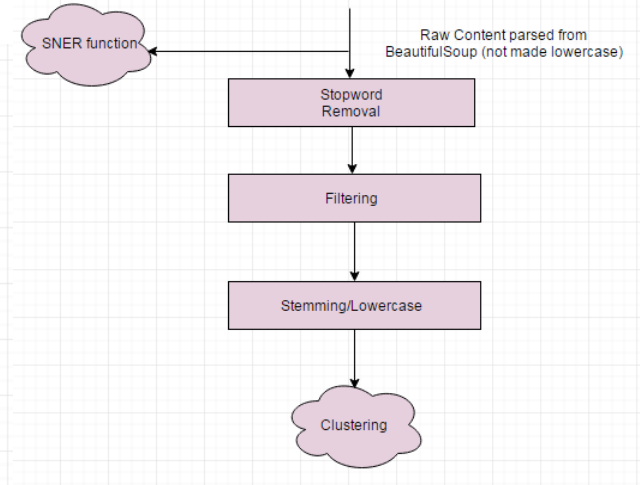 SNER function
Raw Content parsed from
BeautifulSoup (not made lowercase)
Stopword
Removal
Filtering
Stemming/Lowercase
Clustering